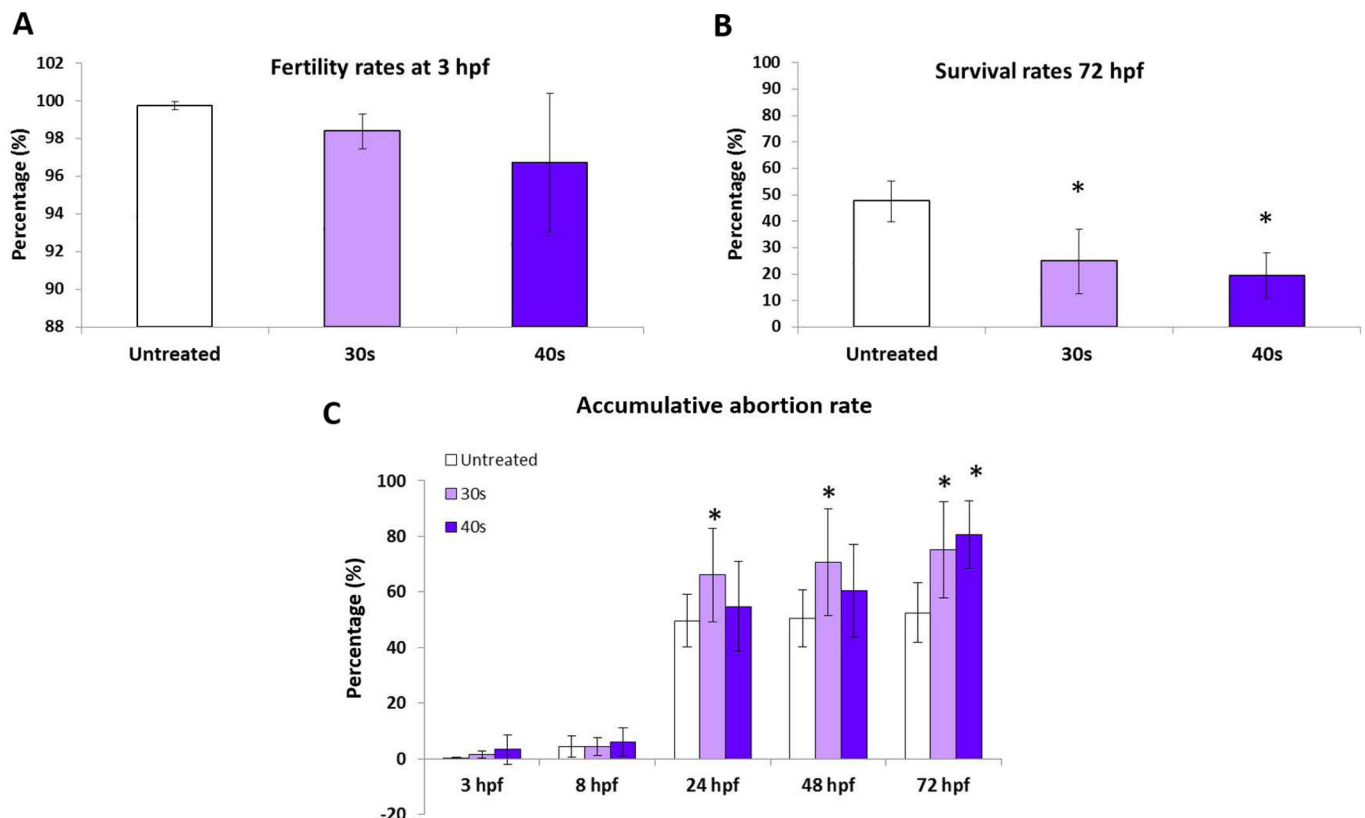 A
Fertility rates at 3 hpf
Percentage (%)
102
100
98
96
94
92
90
88
Untreated 30s 40s
B
Survival rates 72 hpf
Percentage (%)
100
90
80
70
60
50
40
30
20
10
0
*
*
Untreated 30s 40s
C
Accumulative abortion rate
Untreated
30s
40s
Percentage (%)
100
80
60
40
20
0
-20
* * * *
3 hpf 8 hpf 24 hpf 48 hpf 72 hpf